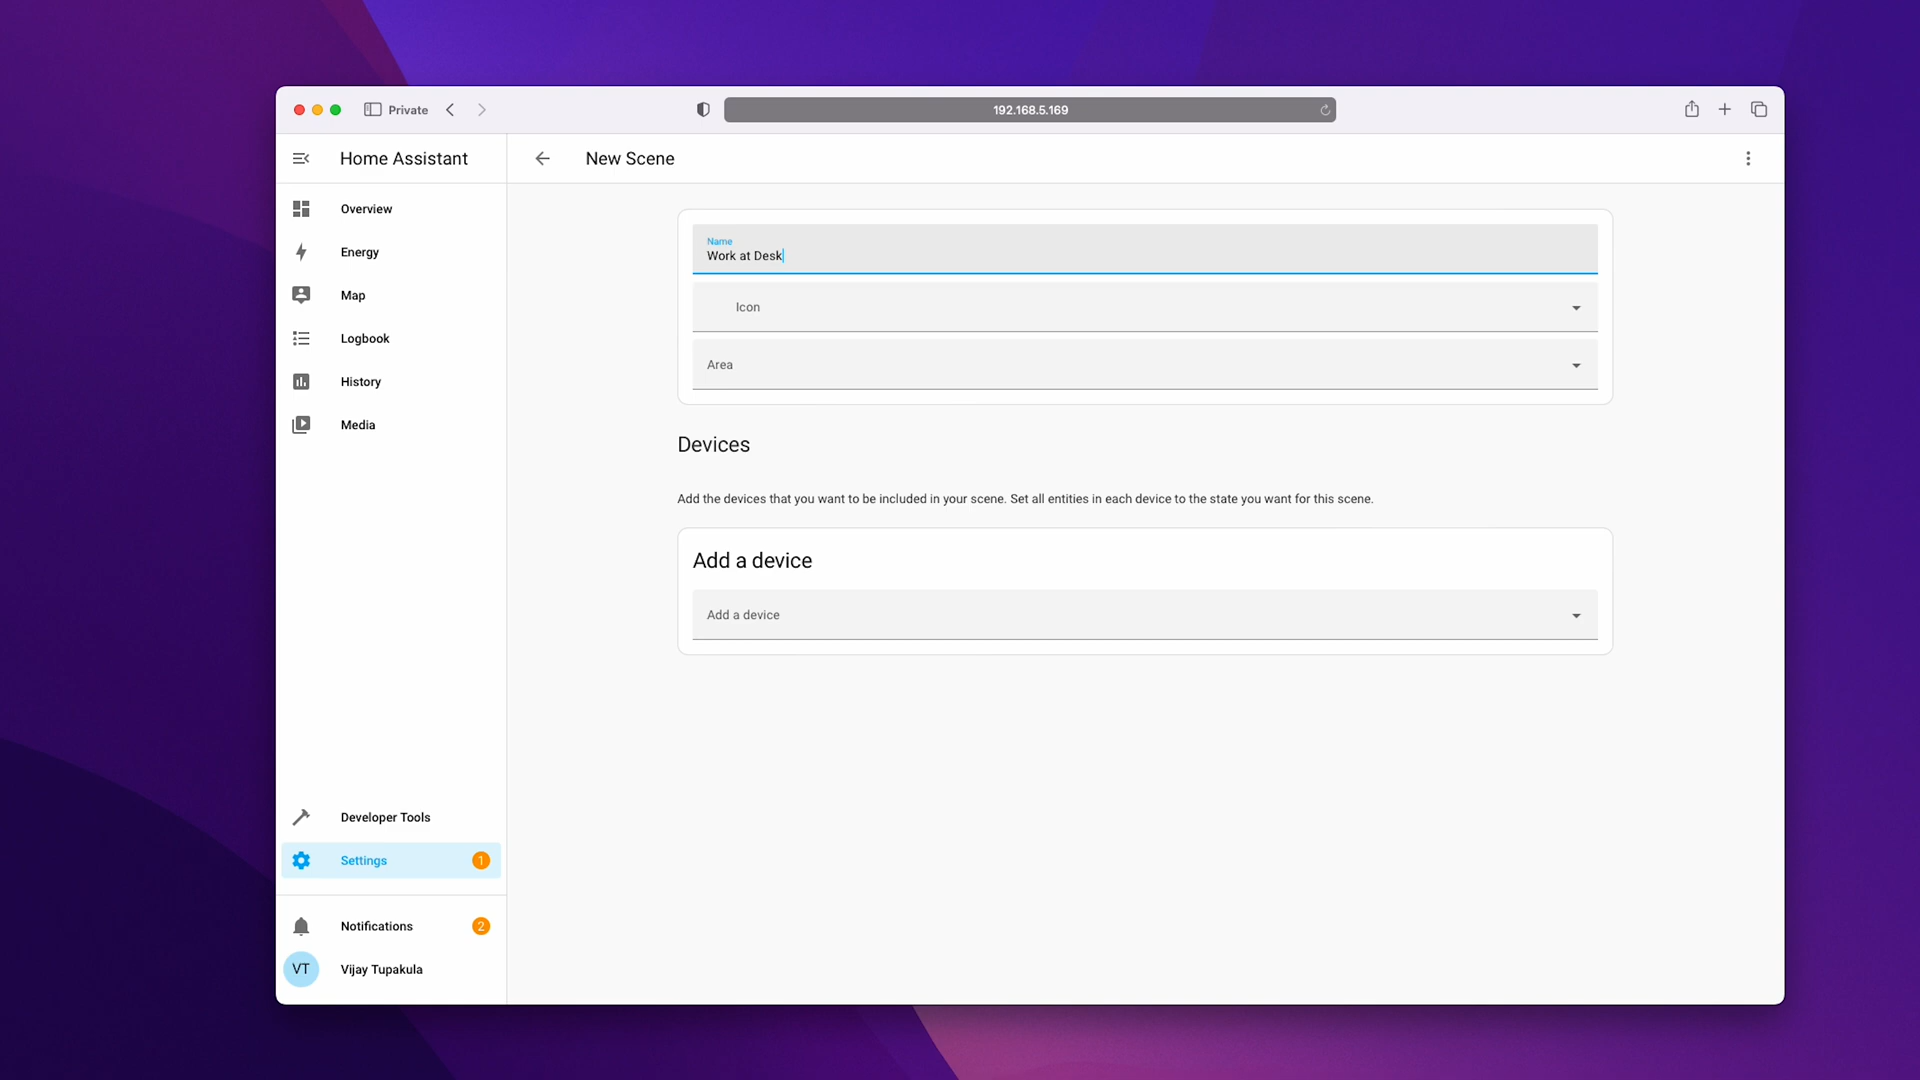 Private
192.168.5.169
Home Assistant
New Scene
Overview
Energy
Map
Logbook
History
Media
Developer Tools
Settings
1
Notifications
2
VT
Vijay Tupakula
Name
Work at Desk
Icon
Area
Devices
Add the devices that you want to be included in your scene. Set all entities in each device to the state you want for this scene.
Add a device
Add a device